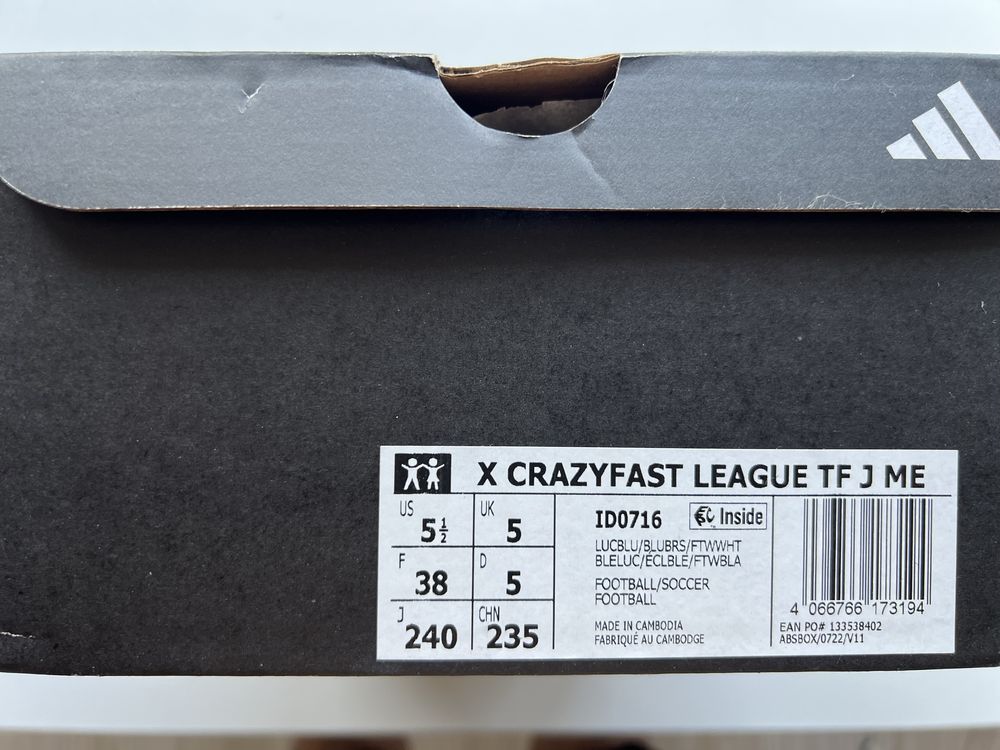 X CRAZYFAST LEAGUE TF J ME
US 5½ UK 5
F 38 D 5
J 240 CHN 235
ID0716 Inside
LUCBLU/BLUBRS/FTWWHT
BLELUC/ÉCLBLE/FTWBLA
FOOTBALL/SOCCER
FOOTBALL
MADE IN CAMBODIA
FABRIQUÉ AU CAMBODGE
4 066766 173194
EAN PO# 133538402
ABSBOX/0722/V11